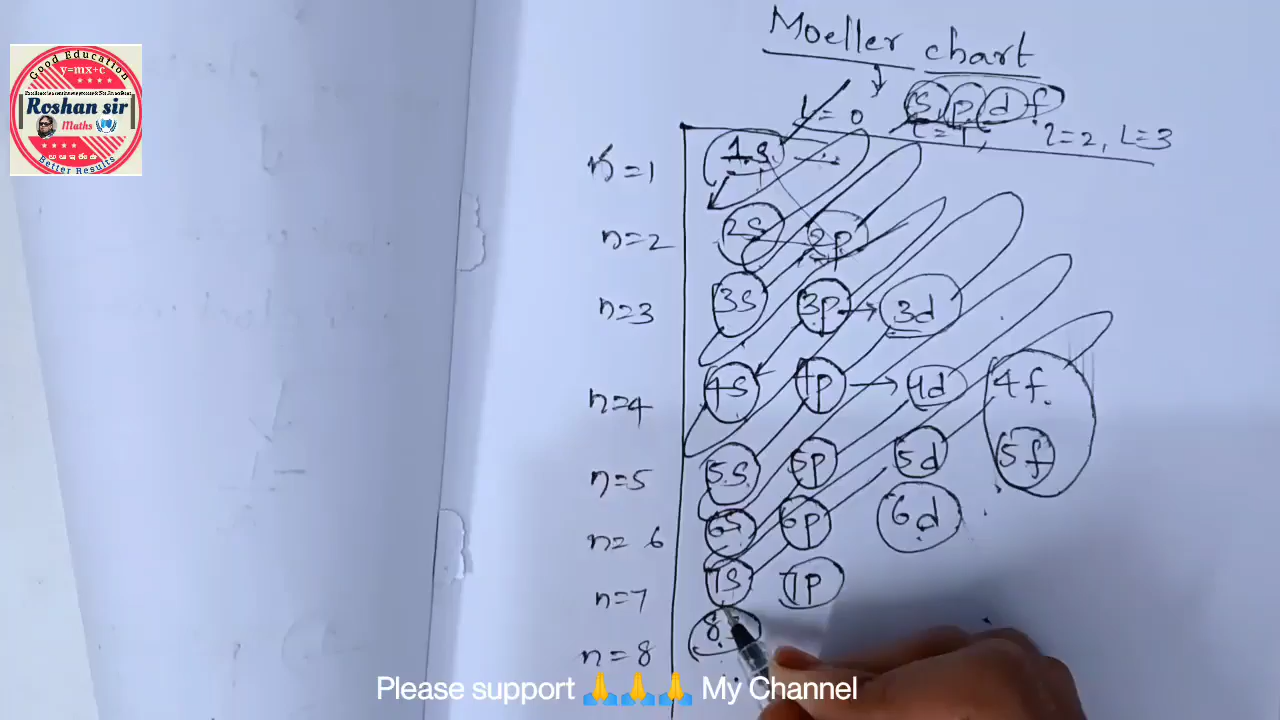 Good Education
y=mx+c
Roshan sir
Maths
Better Results
Moeller chart
s, p, d f
l = 0 l = 1, l=2, L=3
n=1 1s
n=2 2s 2p
n=3 3s 3p → 3d
n=4 4s 4p → 4d 4f
n=5 5s 5p 5d 5f
n=6 6s 6p 6d
n=7 7s 7p
n=8 8s
Please support 🙏🙏🙏 My Channel